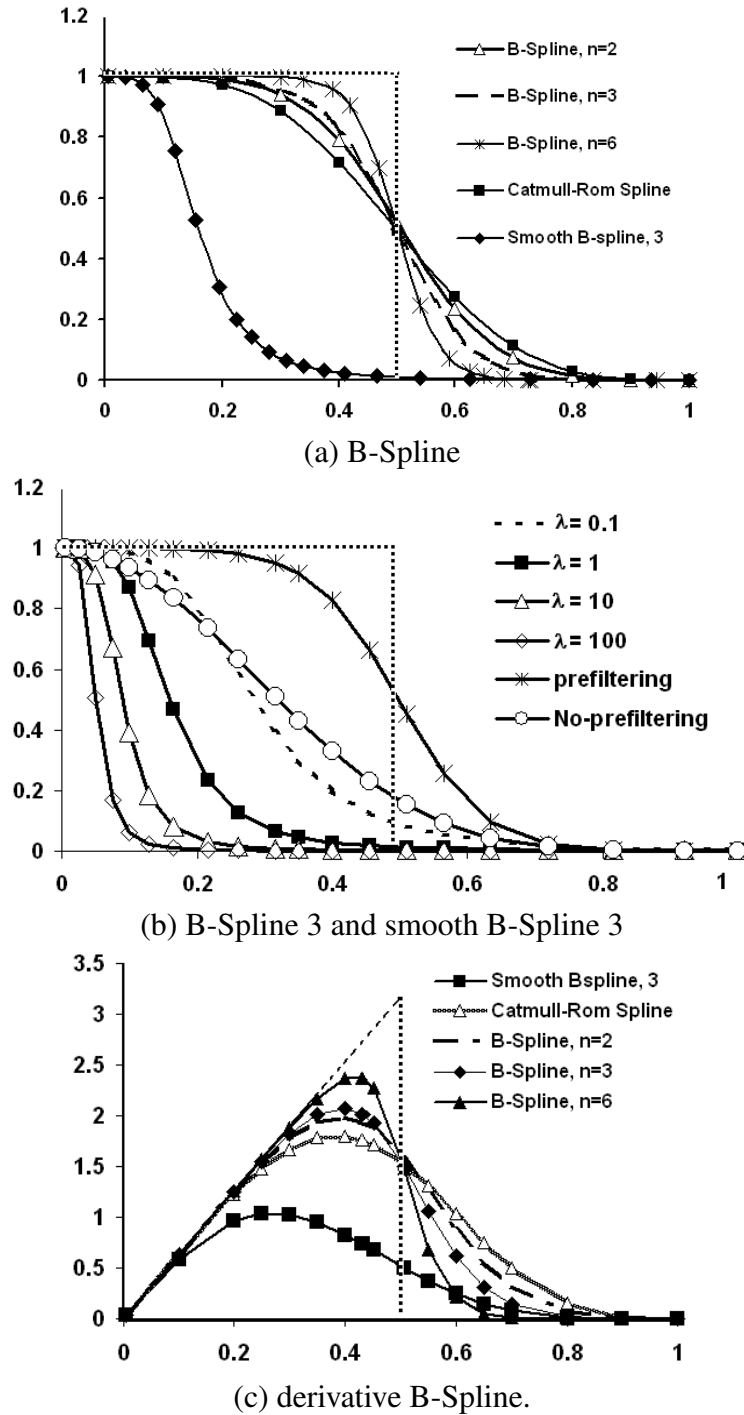 1.2
1
0.8
0.6
0.4
0.2
0
0 0.2 0.4 0.6 0.8 1
B-Spline, n=2
B-Spline, n=3
B-Spline, n=6
Catmull-Rom Spline
Smooth B-spline, 3
(a) B-Spline
1.2
1
0.8
0.6
0.4
0.2
0
0 0.2 0.4 0.6 0.8 1
λ= 0.1
λ= 1
λ= 10
λ= 100
prefiltering
No-prefiltering
(b) B-Spline 3 and smooth B-Spline 3
3.5
3
2.5
2
1.5
1
0.5
0
0 0.2 0.4 0.6 0.8 1
Smooth Bspline, 3
Catmull-Rom Spline
B-Spline, n=2
B-Spline, n=3
B-Spline, n=6
(c) derivative B-Spline.